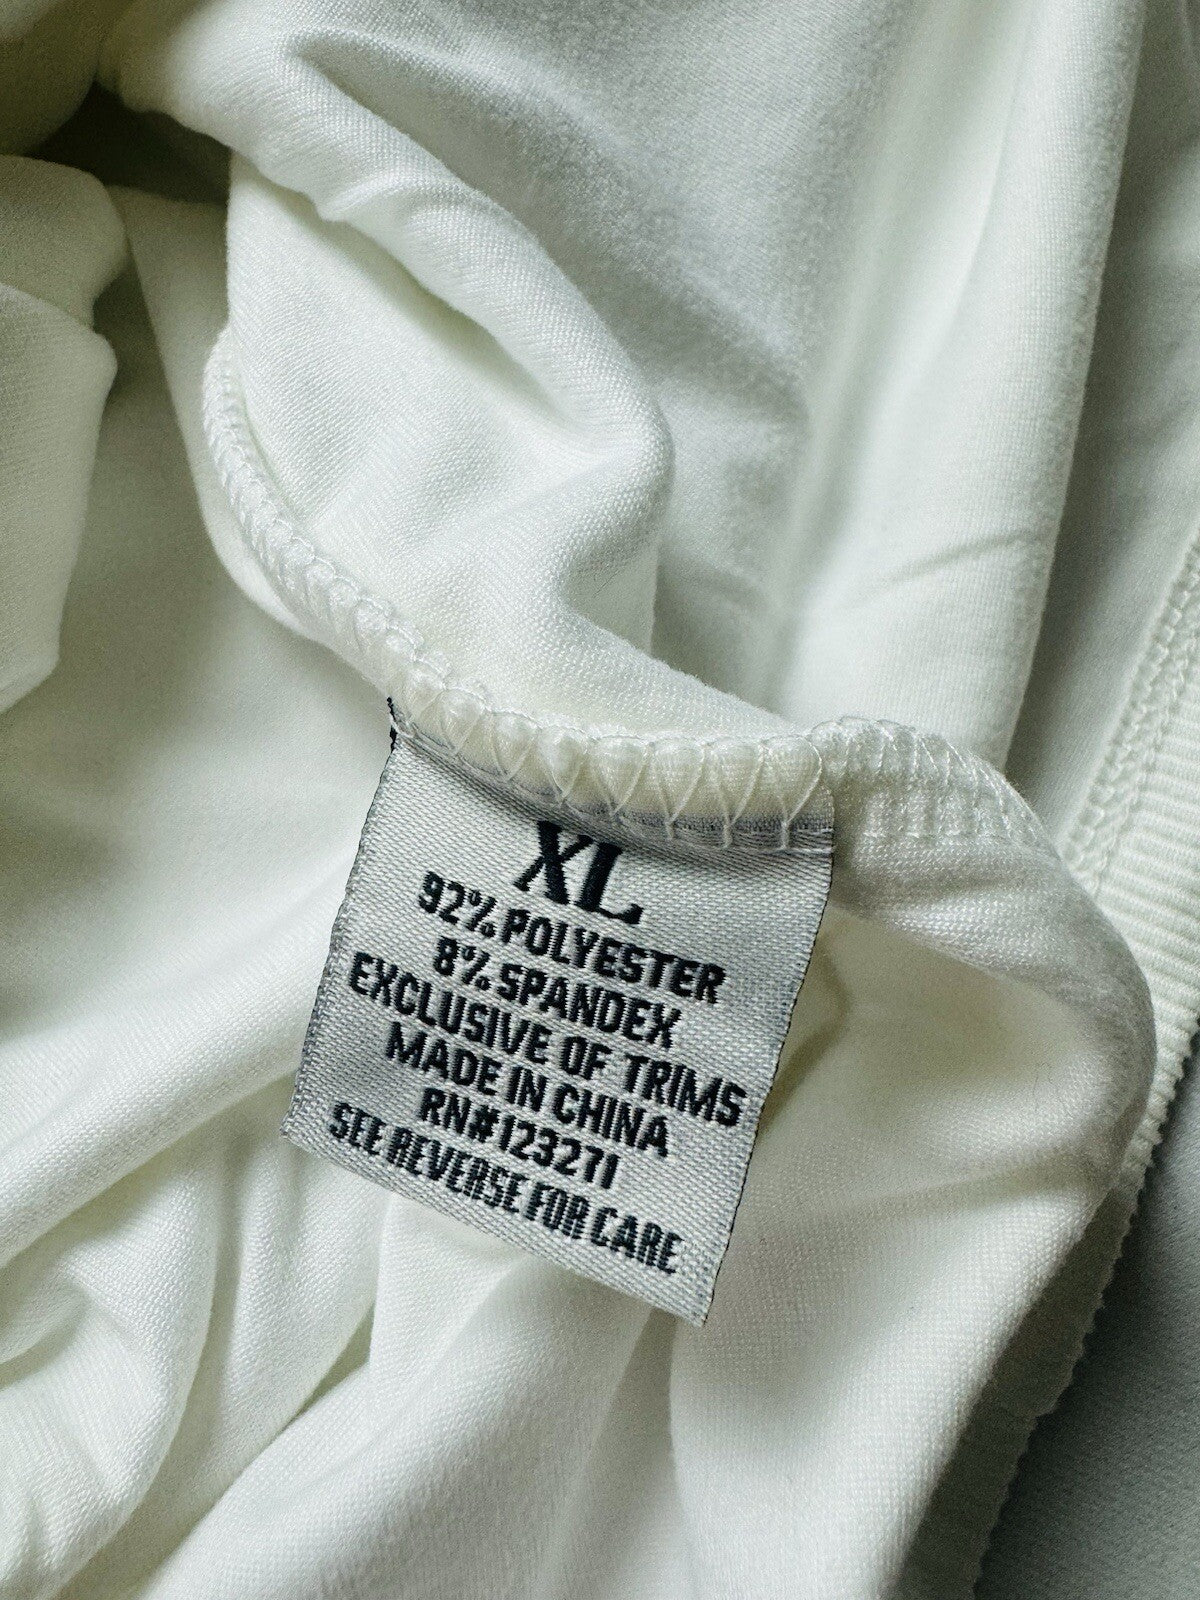 XL
92% POLYESTER
8% SPANDEX
EXCLUSIVE OF TRIMS
MADE IN CHINA
RN#123271
SEE REVERSE FOR CARE